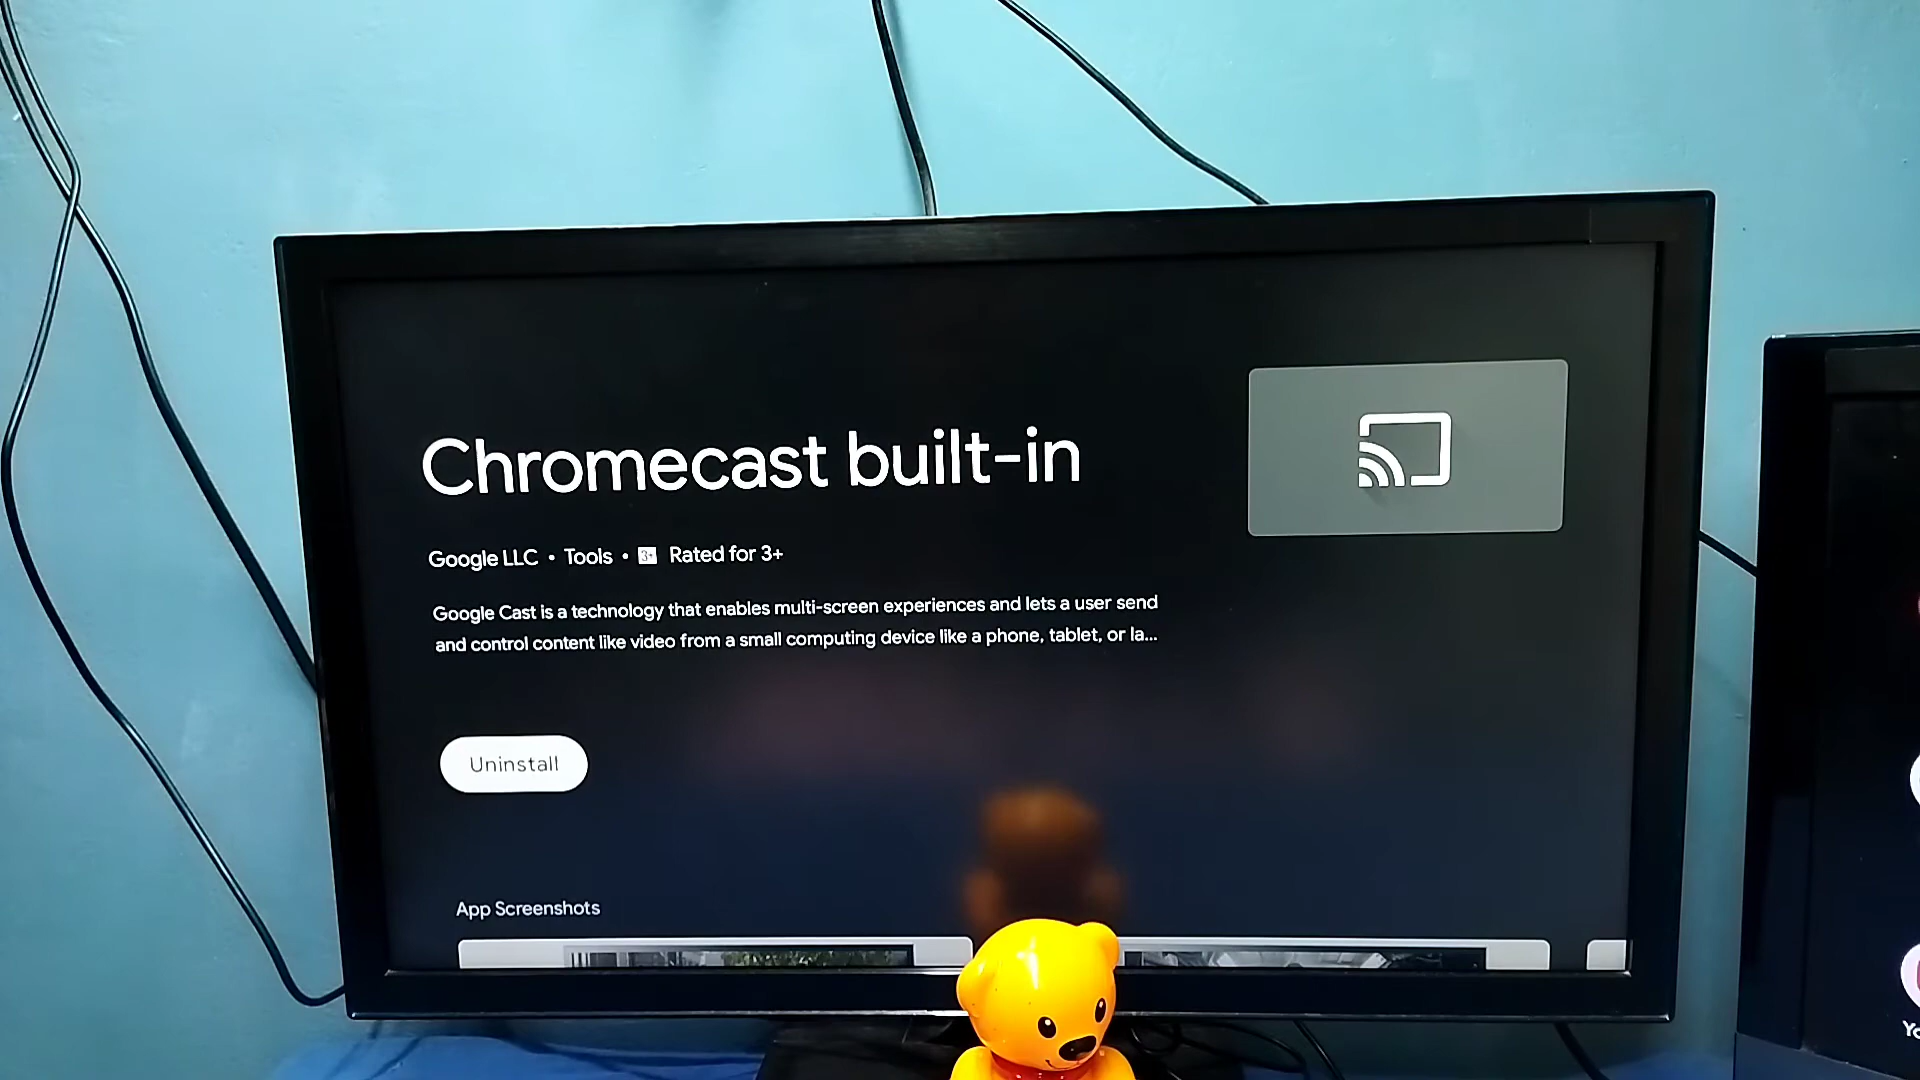 Chromecast built-in
Google LLC • Tools • 3+ Rated for 3+
Google Cast is a technology that enables multi-screen experiences and lets a user send
and control content like video from a small computing device like a phone, tablet, or la...
Uninstall
App Screenshots